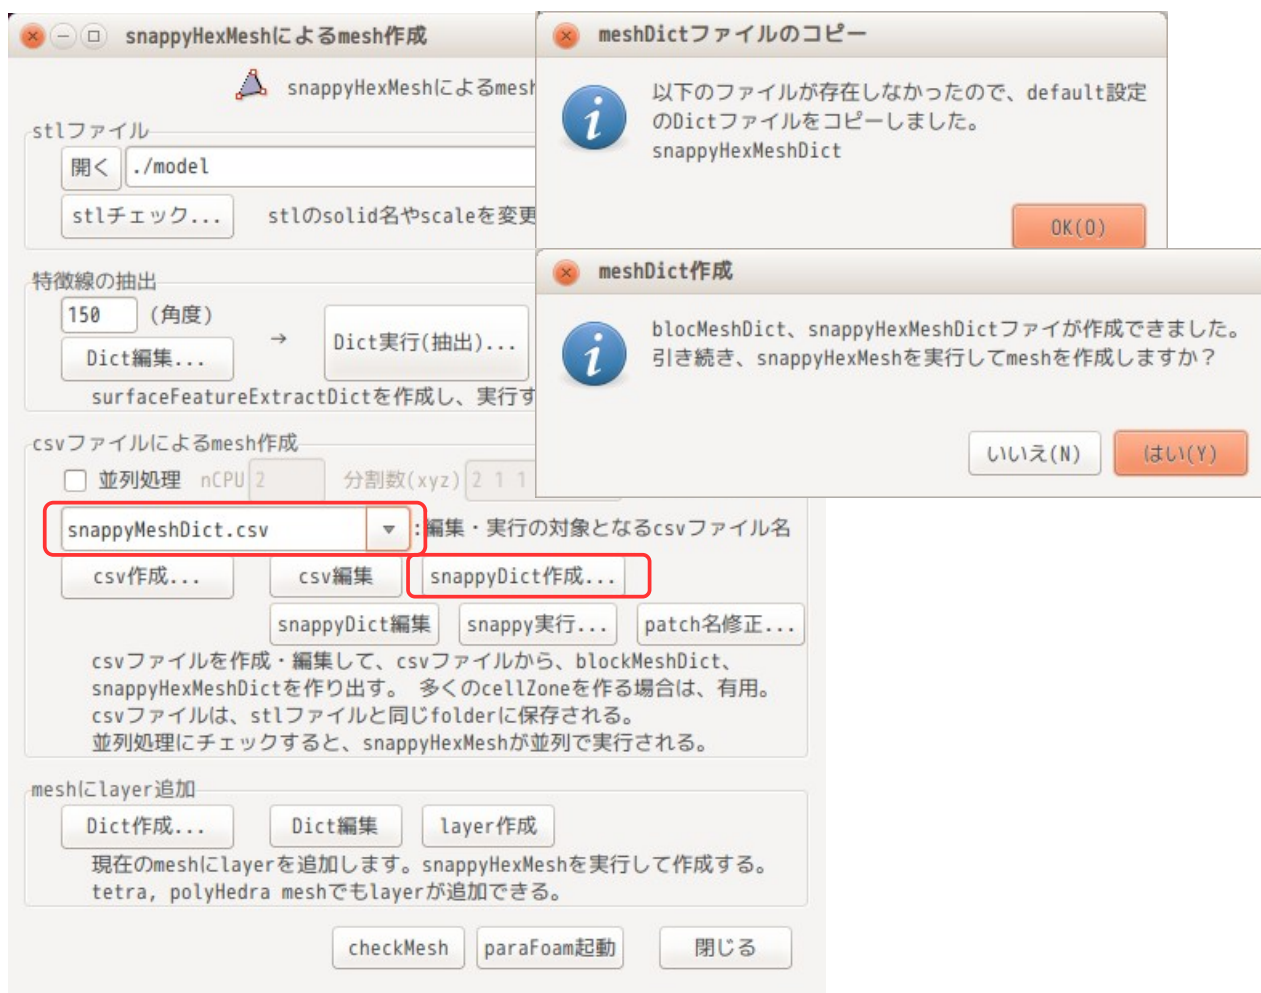 snappyHexMeshによるmesh作成
snappyHexMeshによるmesh
stlファイル
開く ./model
stlチェック... stlのsolid名やscaleを変更
特徴線の抽出
150 (角度)
→ Dict実行(抽出)...
Dict編集...
surfaceFeatureExtractDictを作成し、実行す
csvファイルによるmesh作成
並列処理 nCPU 2 分割数(xyz) 2 1 1
snappyMeshDict.csv :編集・実行の対象となるcsvファイル名
csv作成... csv編集 snappyDict作成...
snappyDict編集 snappy実行... patch名修正...
csvファイルを作成・編集して、csvファイルから、blockMeshDict、
snappyHexMeshDictを作り出す。 多くのcellZoneを作る場合は、有用。
csvファイルは、stlファイルと同じfolderに保存される。
並列処理にチェックすると、snappyHexMeshが並列で実行される。
meshにlayer追加
Dict作成... Dict編集 layer作成
現在のmeshにlayerを追加します。snappyHexMeshを実行して作成する。
tetra, polyHedra meshでもlayerが追加できる。
checkMesh paraFoam起動 閉じる
meshDictファイルのコピー
以下のファイルが存在しなかったので、default設定
のDictファイルをコピーしました。
snappyHexMeshDict
OK(O)
meshDict作成
blocMeshDict、snappyHexMeshDictファイが作成できました。
引き続き、snappyHexMeshを実行してmeshを作成しますか？
いいえ(N) はい(Y)